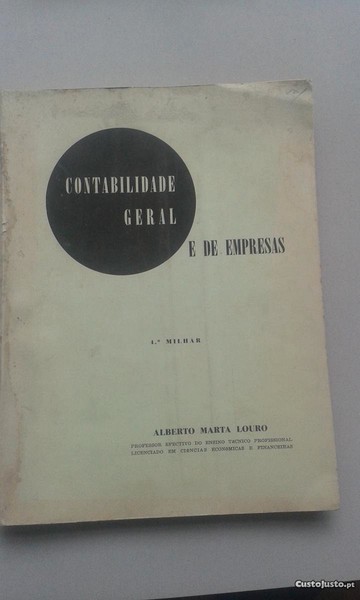 CONTABILIDADE
GERAL
E DE EMPRESAS
1.º MILHAR
ALBERTO MARTA LOURO
PROFESSOR EFECTIVO DO ENSINO TÉCNICO PROFISSIONAL
LICENCIADO EM CIÊNCIAS ECONÓMICAS E FINANCEIRAS
CustoJusto.pt